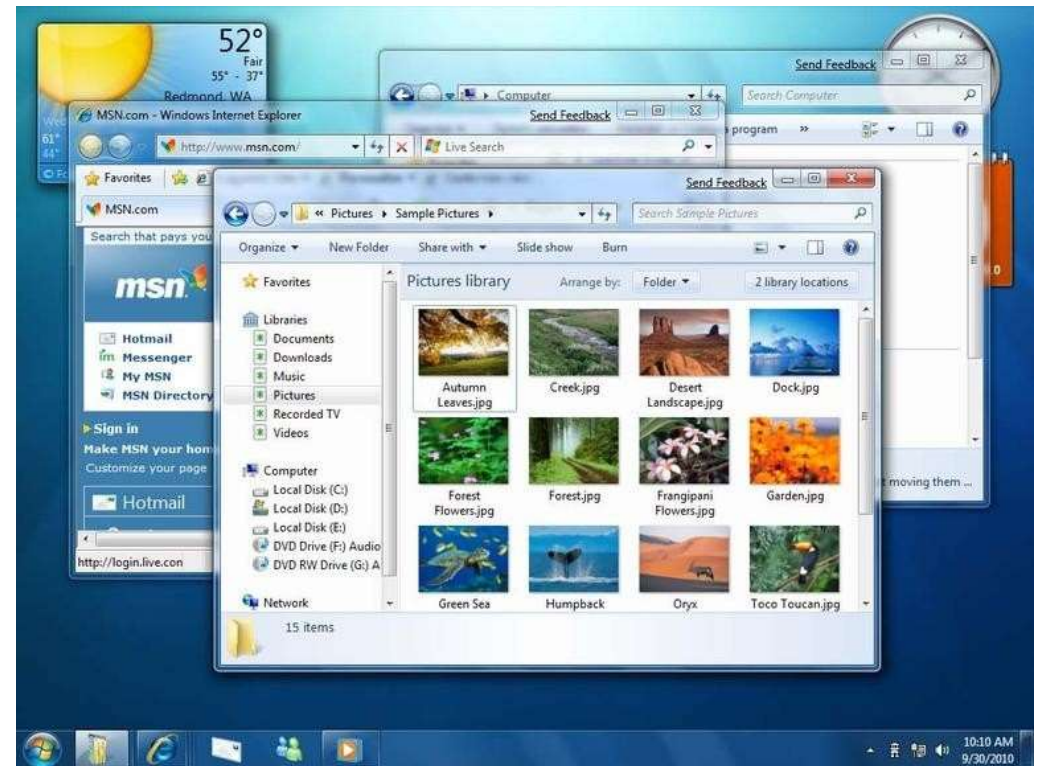 52°
Fair
55° - 37°
Redmond, WA
61°
44°
Send Feedback
Computer
Search Computer
program »
MSN.com - Windows Internet Explorer
Send Feedback
http://www.msn.com/
Live Search
Favorites
MSN.com
Search that pays you
msn
Hotmail
Messenger
My MSN
MSN Directory
Sign in
Make MSN your hom
Customize your page
Hotmail
http://login.live.con
Send Feedback
« Pictures Sample Pictures
Search Sample Pictures
Organize New Folder Share with Slide show Burn
Favorites
Libraries
Documents
Downloads
Music
Pictures
Recorded TV
Videos
Computer
Local Disk (C:)
Local Disk (D:)
Local Disk (E:)
DVD Drive (F:) Audio
DVD RW Drive (G:) A
Network
Pictures library
Arrange by: Folder
2 library locations
Autumn
Leaves.jpg
Creek.jpg
Desert
Landscape.jpg
Dock.jpg
Forest
Flowers.jpg
Forest.jpg
Frangipani
Flowers.jpg
Garden.jpg
Green Sea
Humpback
Oryx
Toco Toucan.jpg
15 items
moving them ...
10:10 AM
9/30/2010